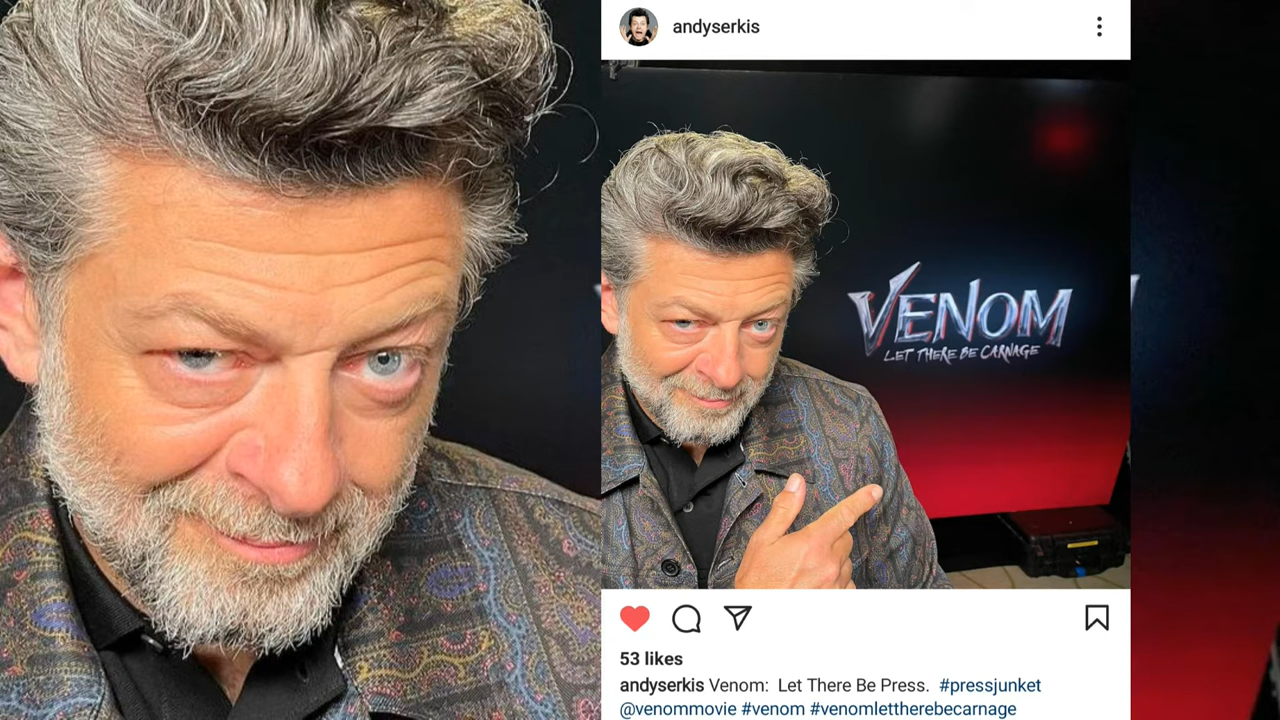 andyserkis
VENOM
LET THERE BE CARNAGE
53 likes
andyserkis Venom: Let There Be Press. #pressjunket
@venommovie #venom #venomlettherebecarnage